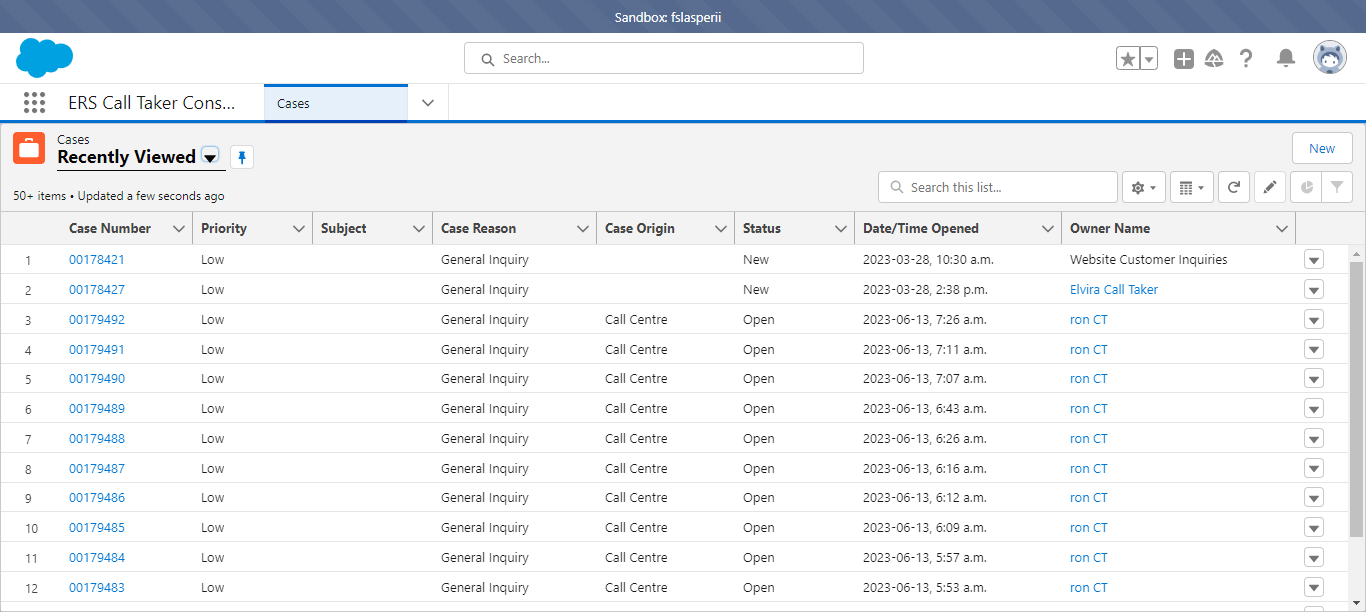 Sandbox: fslasperii
Search...
ERS Call Taker Cons...
Cases
Cases
Recently Viewed
New
50+ items • Updated a few seconds ago
Search this list...
Case Number Priority Subject Case Reason Case Origin Status Date/Time Opened Owner Name
1 00178421 Low General Inquiry New 2023-03-28, 10:30 a.m. Website Customer Inquiries
2 00178427 Low General Inquiry New 2023-03-28, 2:38 p.m. Elvira Call Taker
3 00179492 Low General Inquiry Call Centre Open 2023-06-13, 7:26 a.m. ron CT
4 00179491 Low General Inquiry Call Centre Open 2023-06-13, 7:11 a.m. ron CT
5 00179490 Low General Inquiry Call Centre Open 2023-06-13, 7:07 a.m. ron CT
6 00179489 Low General Inquiry Call Centre Open 2023-06-13, 6:43 a.m. ron CT
7 00179488 Low General Inquiry Call Centre Open 2023-06-13, 6:26 a.m. ron CT
8 00179487 Low General Inquiry Call Centre Open 2023-06-13, 6:16 a.m. ron CT
9 00179486 Low General Inquiry Call Centre Open 2023-06-13, 6:12 a.m. ron CT
10 00179485 Low General Inquiry Call Centre Open 2023-06-13, 6:09 a.m. ron CT
11 00179484 Low General Inquiry Call Centre Open 2023-06-13, 5:57 a.m. ron CT
12 00179483 Low General Inquiry Call Centre Open 2023-06-13, 5:53 a.m. ron CT